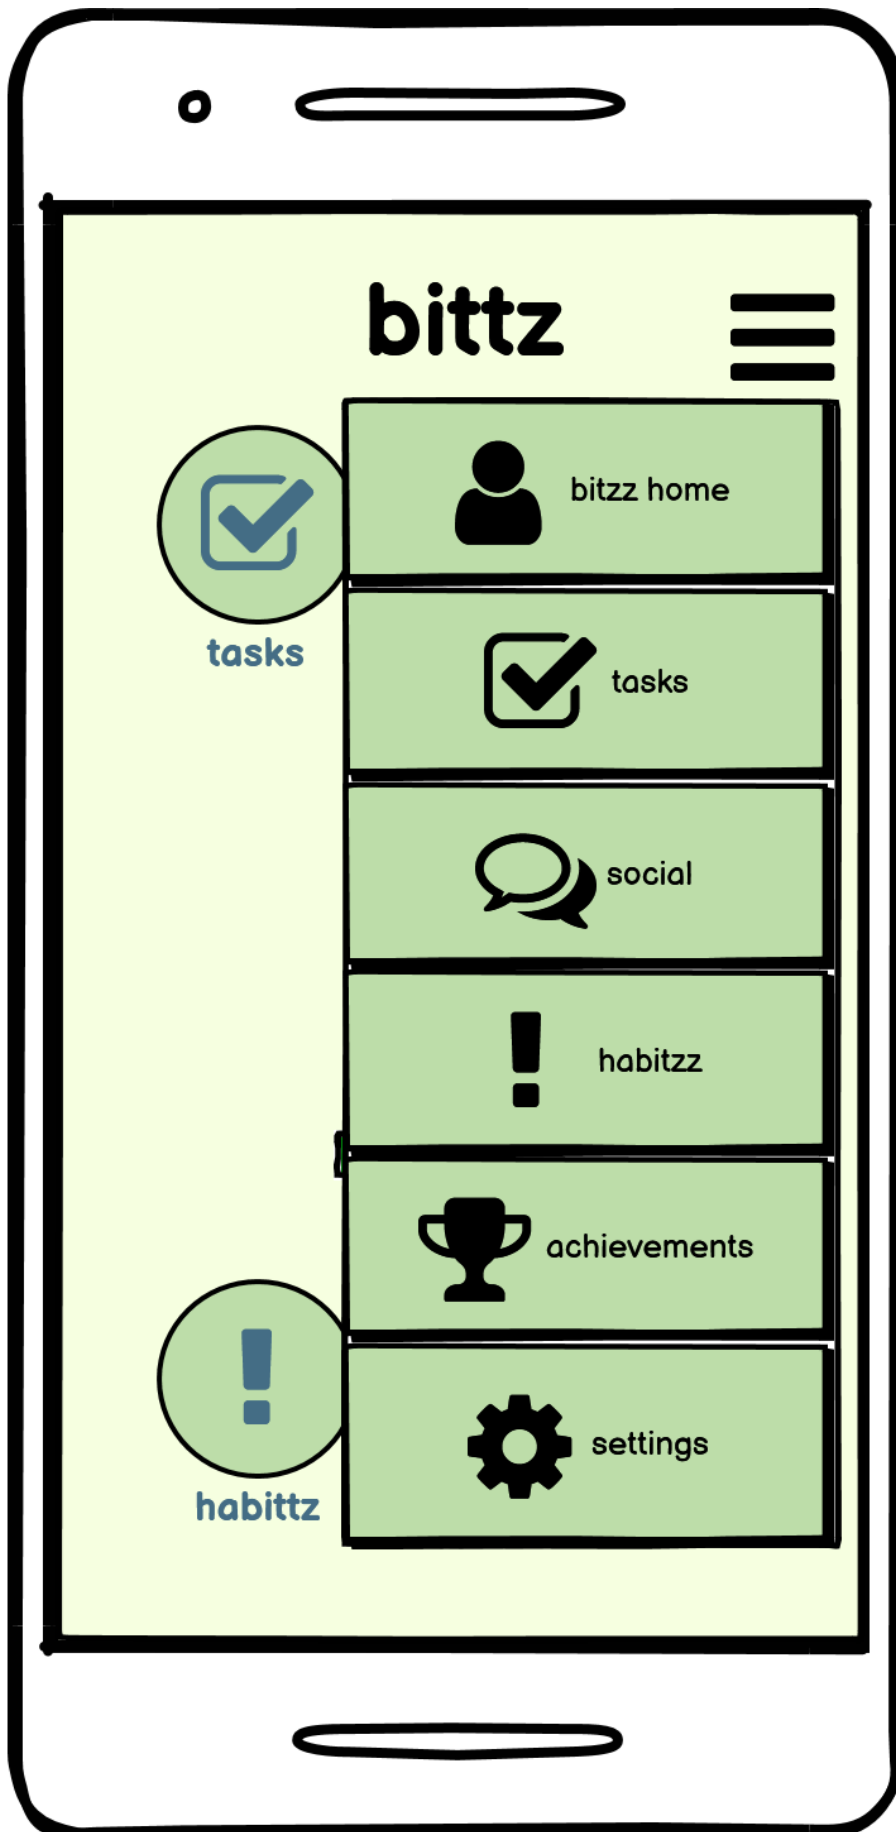 bittz
bitzz home
tasks
tasks
social
habitzz
achievements
settings
habittz